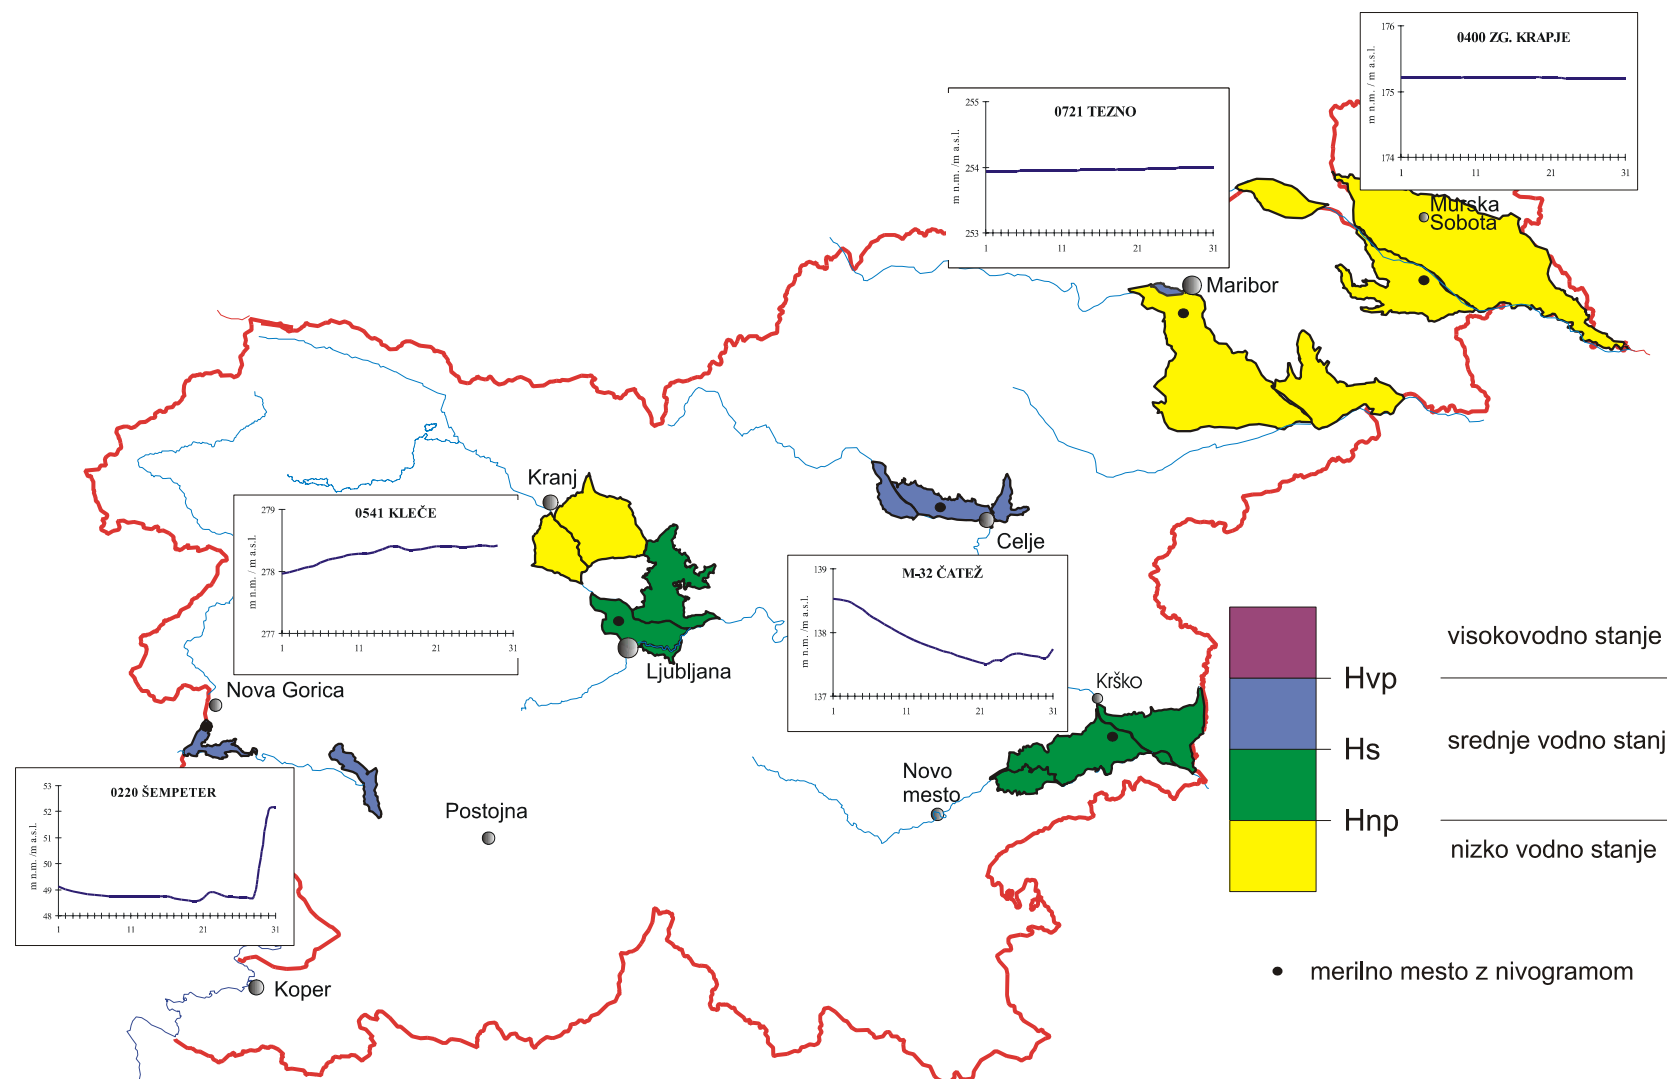 0400 ZG. KRAPJE
m n.m. / m a.s.l.
176
175
174
1
11
21
31
0721 TEZNO
m n.m. /m a.s.l.
255
254
253
1
11
21
31
Murska
Sobota
Maribor
Kranj
0541 KLEČE
m n.m. / m a.s.l.
279
278
277
1
11
21
31
Celje
M-32 ČATEŽ
m n.m. /m a.s.l.
139
138
137
1
11
21
31
Ljubljana
Nova Gorica
Krško
0220 ŠEMPETER
m n.m. /m a.s.l.
53
52
51
50
49
48
1
11
21
31
Postojna
Novo
mesto
Koper
visokovodno stanje
Hvp
srednje vodno stanj
Hs
Hnp
nizko vodno stanje
merilno mesto z nivogramom